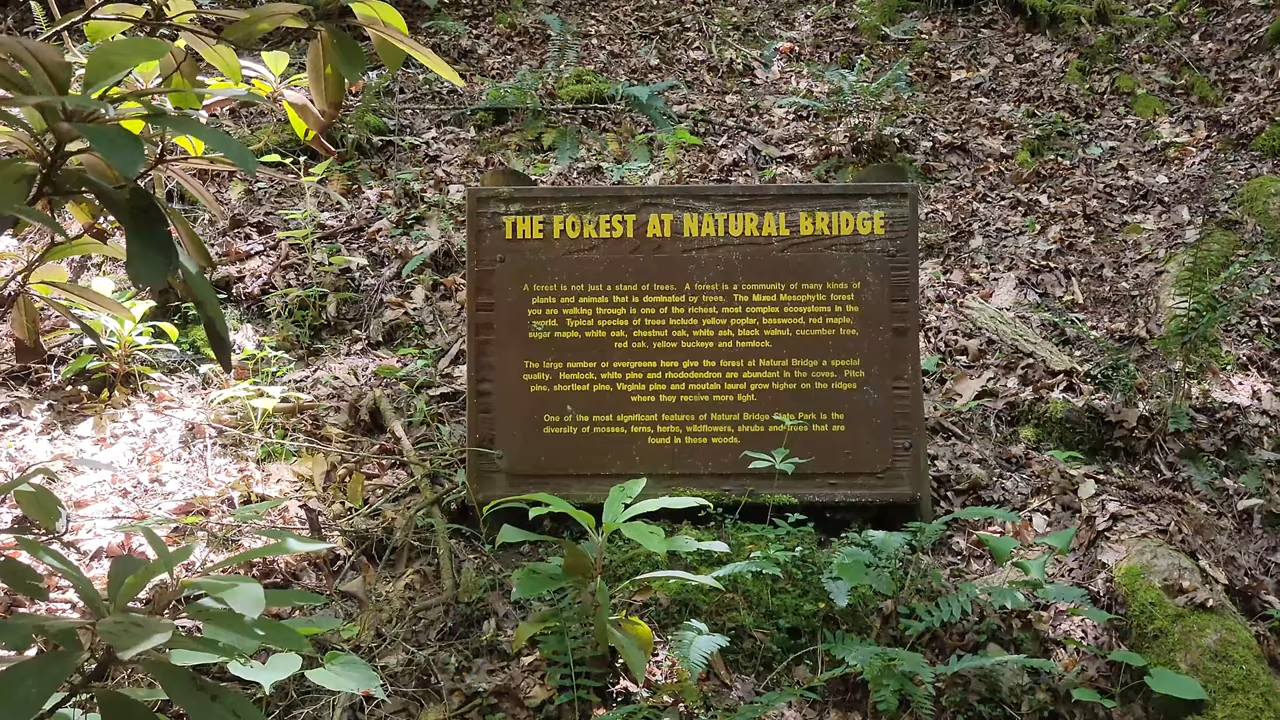 THE FOREST AT NATURAL BRIDGE
A forest is not just a stand of trees. A forest is a community of many kinds of
plants and animals that is dominated by trees. The Mixed Mesophytic forest
you are walking through is one of the richest, most complex ecosystems in the
world. Typical species of trees include yellow poplar, basswood, red maple,
sugar maple, white oak, chestnut oak, white ash, black walnut, cucumber tree,
red oak, yellow buckeye and hemlock.
The large number or evergreens here give the forest at Natural Bridge a special
quality. Hemlock, white pine and rhododendron are abundant in the coves. Pitch
pine, shortleaf pine, Virginia pine and moutain laurel grow higher on the ridges
where they receive more light.
One of the most significant features of Natural Bridge State Park is the
diversity of mosses, ferns, herbs, wildflowers, shrubs and trees that are
found in these woods.